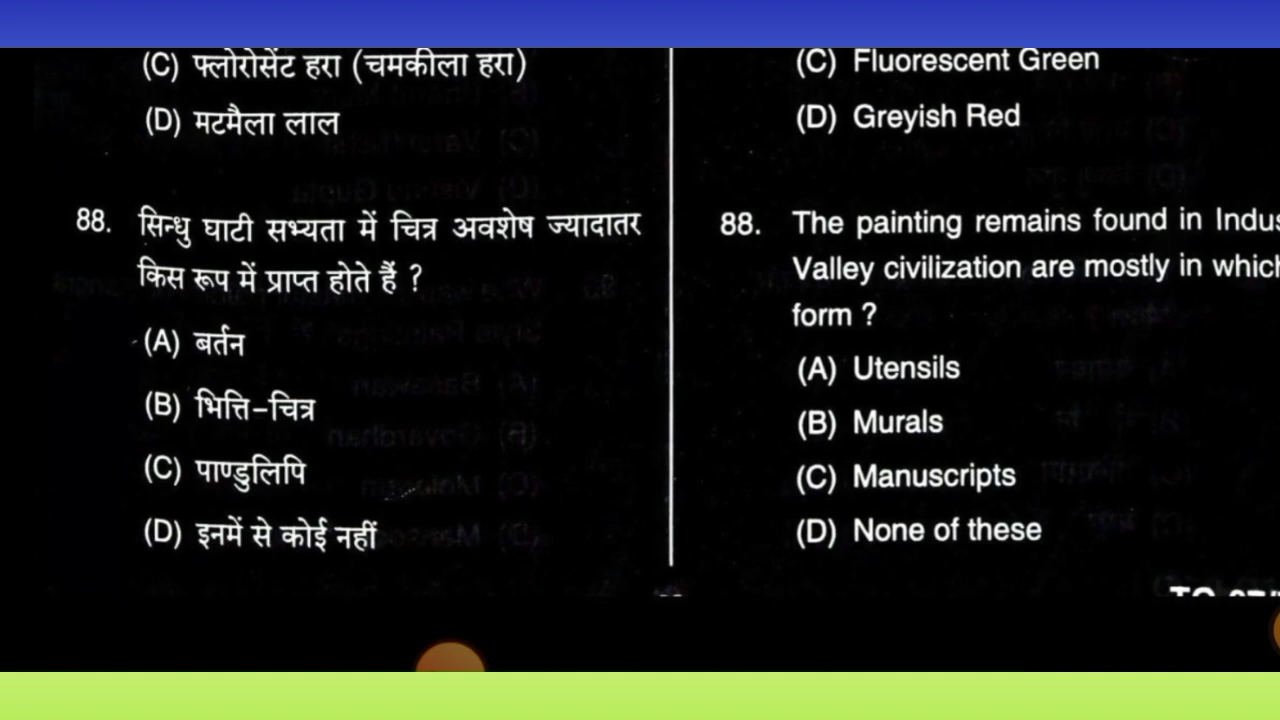 (C) फ्लोरोसेंट हरा (चमकीला हरा)
(D) मटमैला लाल
88. सिन्धु घाटी सभ्यता में चित्र अवशेष ज्यादातर
किस रूप में प्राप्त होते हैं ?
(A) बर्तन
(B) भित्ति-चित्र
(C) पाण्डुलिपि
(D) इनमें से कोई नहीं
(C) Fluorescent Green
(D) Greyish Red
88. The painting remains found in Indus
Valley civilization are mostly in which
form ?
(A) Utensils
(B) Murals
(C) Manuscripts
(D) None of these